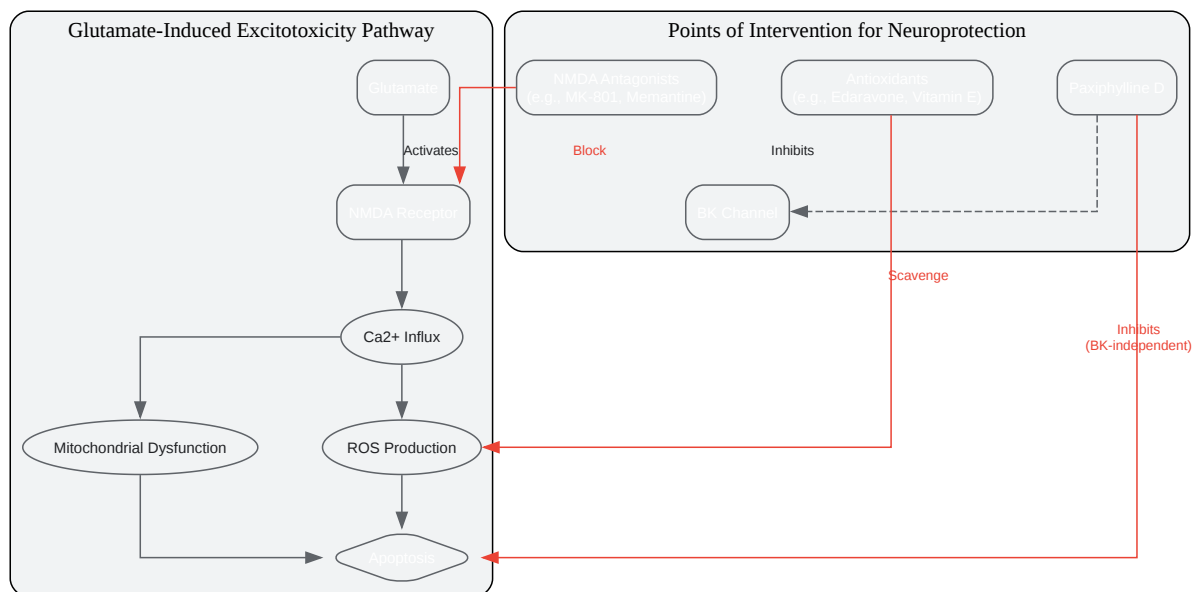 Glutamate-Induced Excitotoxicity Pathway
Points of Intervention for Neuroprotection
Glutamate
NMDA Antagonists
(e.g., MK-801, Memantine)
Antioxidants
(e.g., Edaravone, Vitamin E)
Paxiphylline D
Activates
Block
Inhibits
NMDA Receptor
BK Channel
Scavenge
Ca2+ Influx
Inhibits
(BK-independent)
Mitochondrial Dysfunction
ROS Production
Apoptosis